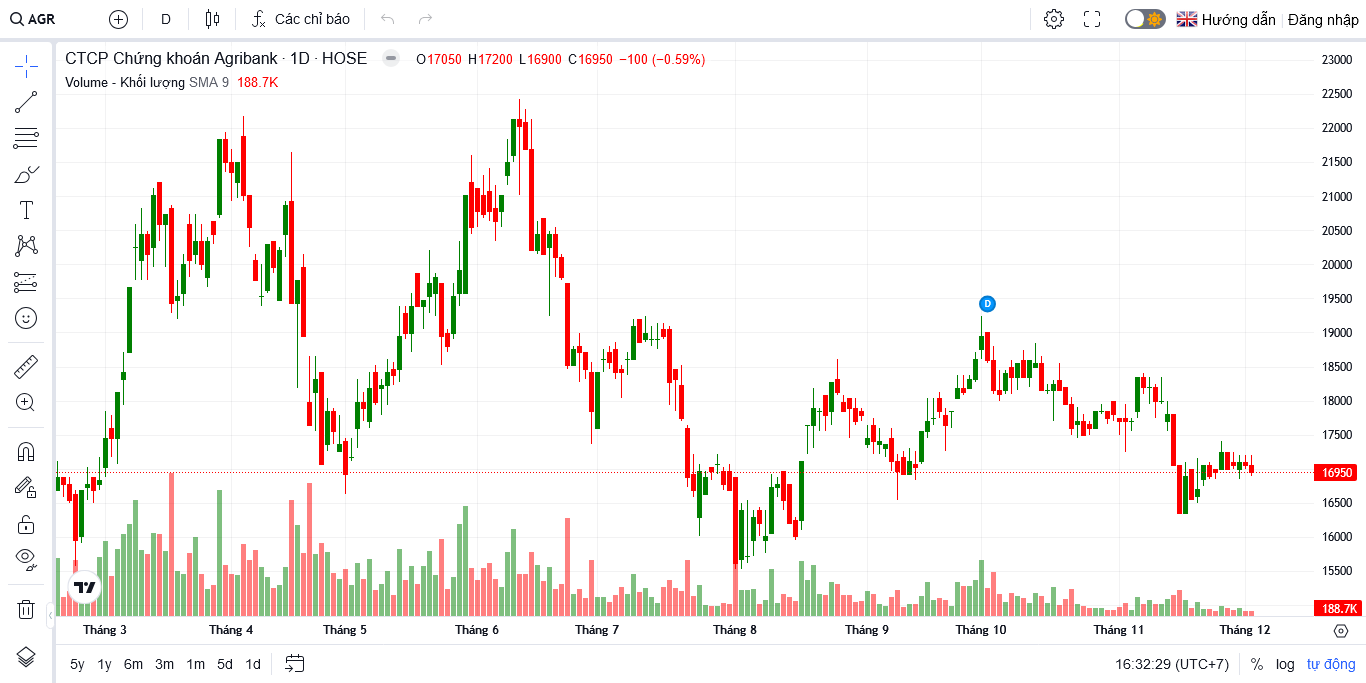 AGR D Các chỉ báo Hướng dẫn Đăng nhập
CTCP Chứng khoán Agribank · 1D · HOSE O17050 H17200 L16900 C16950 −100 (−0.59%)
Volume - Khối lượng SMA 9 188.7K
23000
22500
22000
21500
21000
20500
20000
19500
D
19000
18500
18000
17500
16950
16500
16000
15500
188.7K
Tháng 3 Tháng 4 Tháng 5 Tháng 6 Tháng 7 Tháng 8 Tháng 9 Tháng 10 Tháng 11 Tháng 12
5y 1y 6m 3m 1m 5d 1d 16:32:29 (UTC+7) % log tự động